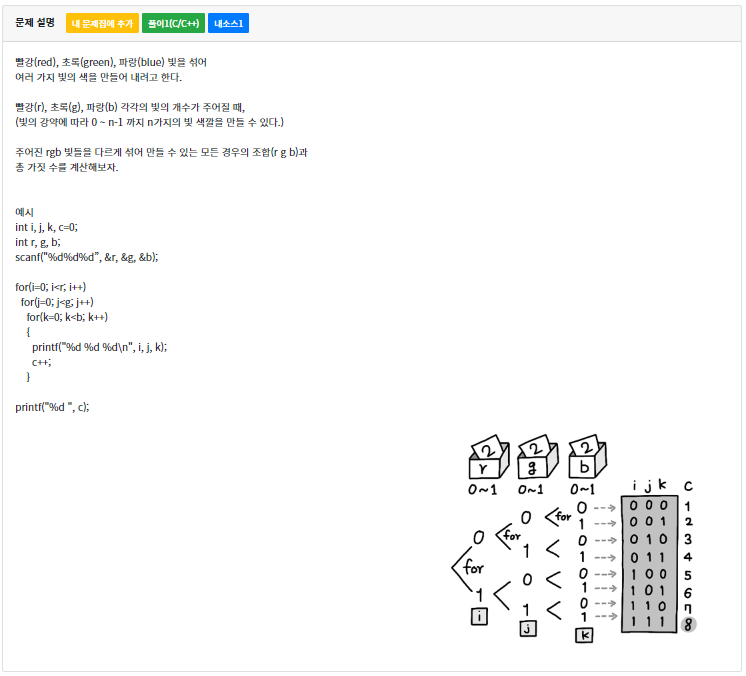 문제 설명 내 문제집에 추가 풀이1(C/C++) 내소스1
빨강(red), 초록(green), 파랑(blue) 빛을 섞어
여러 가지 빛의 색을 만들어 내려고 한다.
빨강(r), 초록(g), 파랑(b) 각각의 빛의 개수가 주어질 때,
(빛의 강약에 따라 0 ~ n-1 까지 n가지의 빛 색깔을 만들 수 있다.)
주어진 rgb 빛들을 다르게 섞어 만들 수 있는 모든 경우의 조합(r g b)과
총 가짓 수를 계산해보자.
예시
int i, j, k, c=0;
int r, g, b;
scanf("%d%d%d”, &r, &g, &b);
for(i=0; i<r; i++)
for(j=0; j<g; j++)
for(k=0; k<b; k++)
{
printf("%d %d %d\n", i, j, k);
c++;
}
printf("%d ", c);
2 2 2
r g b
0~1 0~1 0~1
i j k c
0 0 0 1
0 0 1 2
0 1 0 3
0 1 1 4
1 0 0 5
1 0 1 6
1 1 0 7
1 1 1 8
0 for 1
0 for 1
0 1
0 for 1
0 1
0 1
0 1
i
j
k